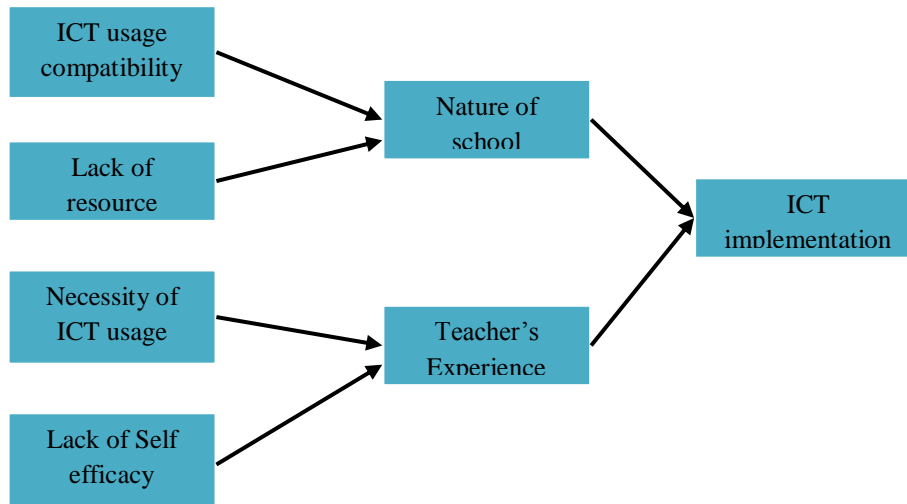 ICT usage
compatibility
Nature of
school
Lack of
resource
ICT
implementation
Necessity of
ICT usage
Teacher’s
Experience
Lack of Self
efficacy